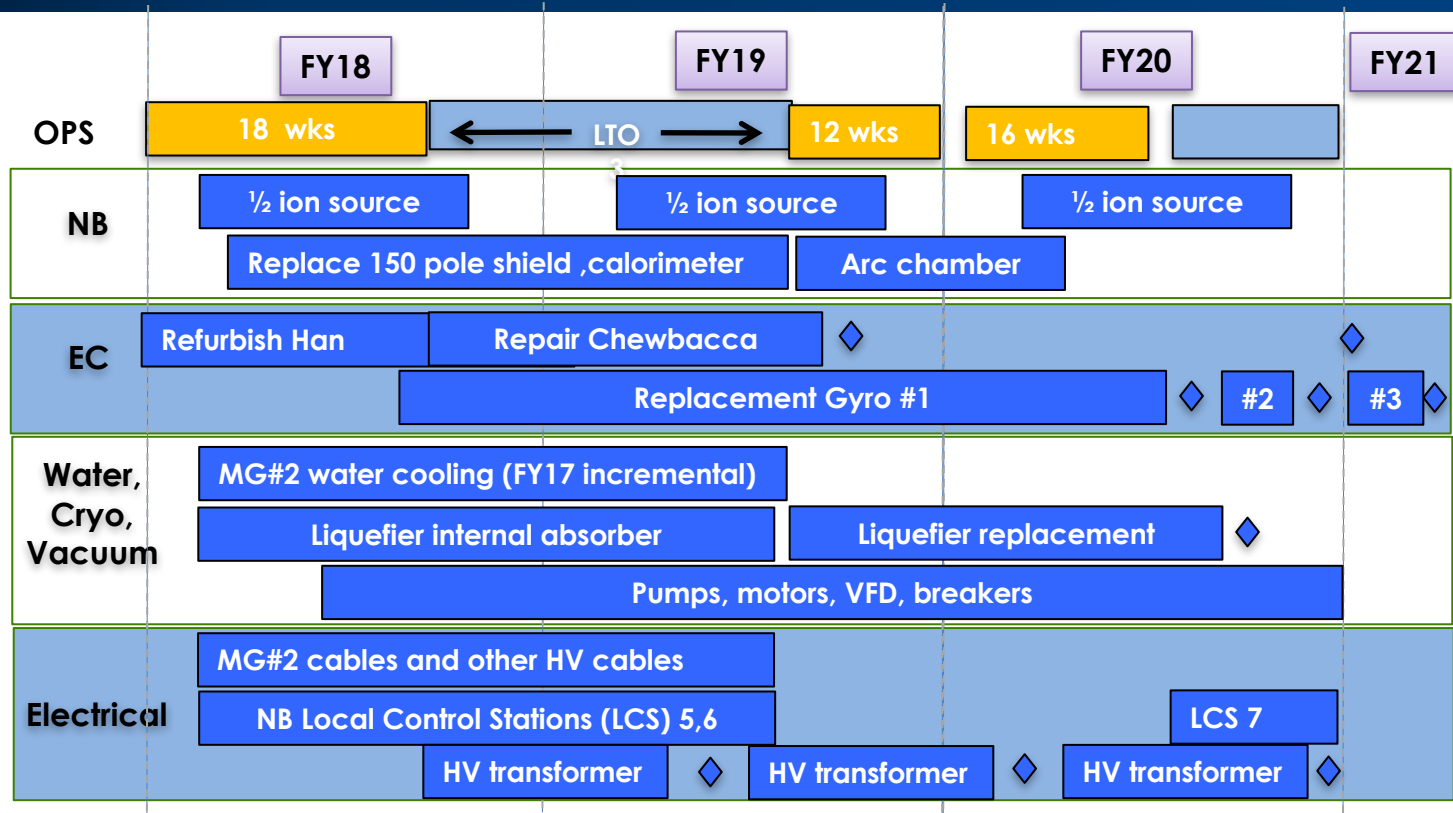 FY18
FY19
FY20
FY21
OPS
18 wks
LTO
3
12 wks
16 wks
NB
½ ion source
½ ion source
½ ion source
Replace 150 pole shield ,calorimeter
Arc chamber
EC
Refurbish Han
Repair Chewbacca
Replacement Gyro #1
#2
#3
Water,
Cryo,
Vacuum
MG#2 water cooling (FY17 incremental)
Liquefier internal absorber
Liquefier replacement
Pumps, motors, VFD, breakers
Electrical
MG#2 cables and other HV cables
NB Local Control Stations (LCS) 5,6
LCS 7
HV transformer
HV transformer
HV transformer